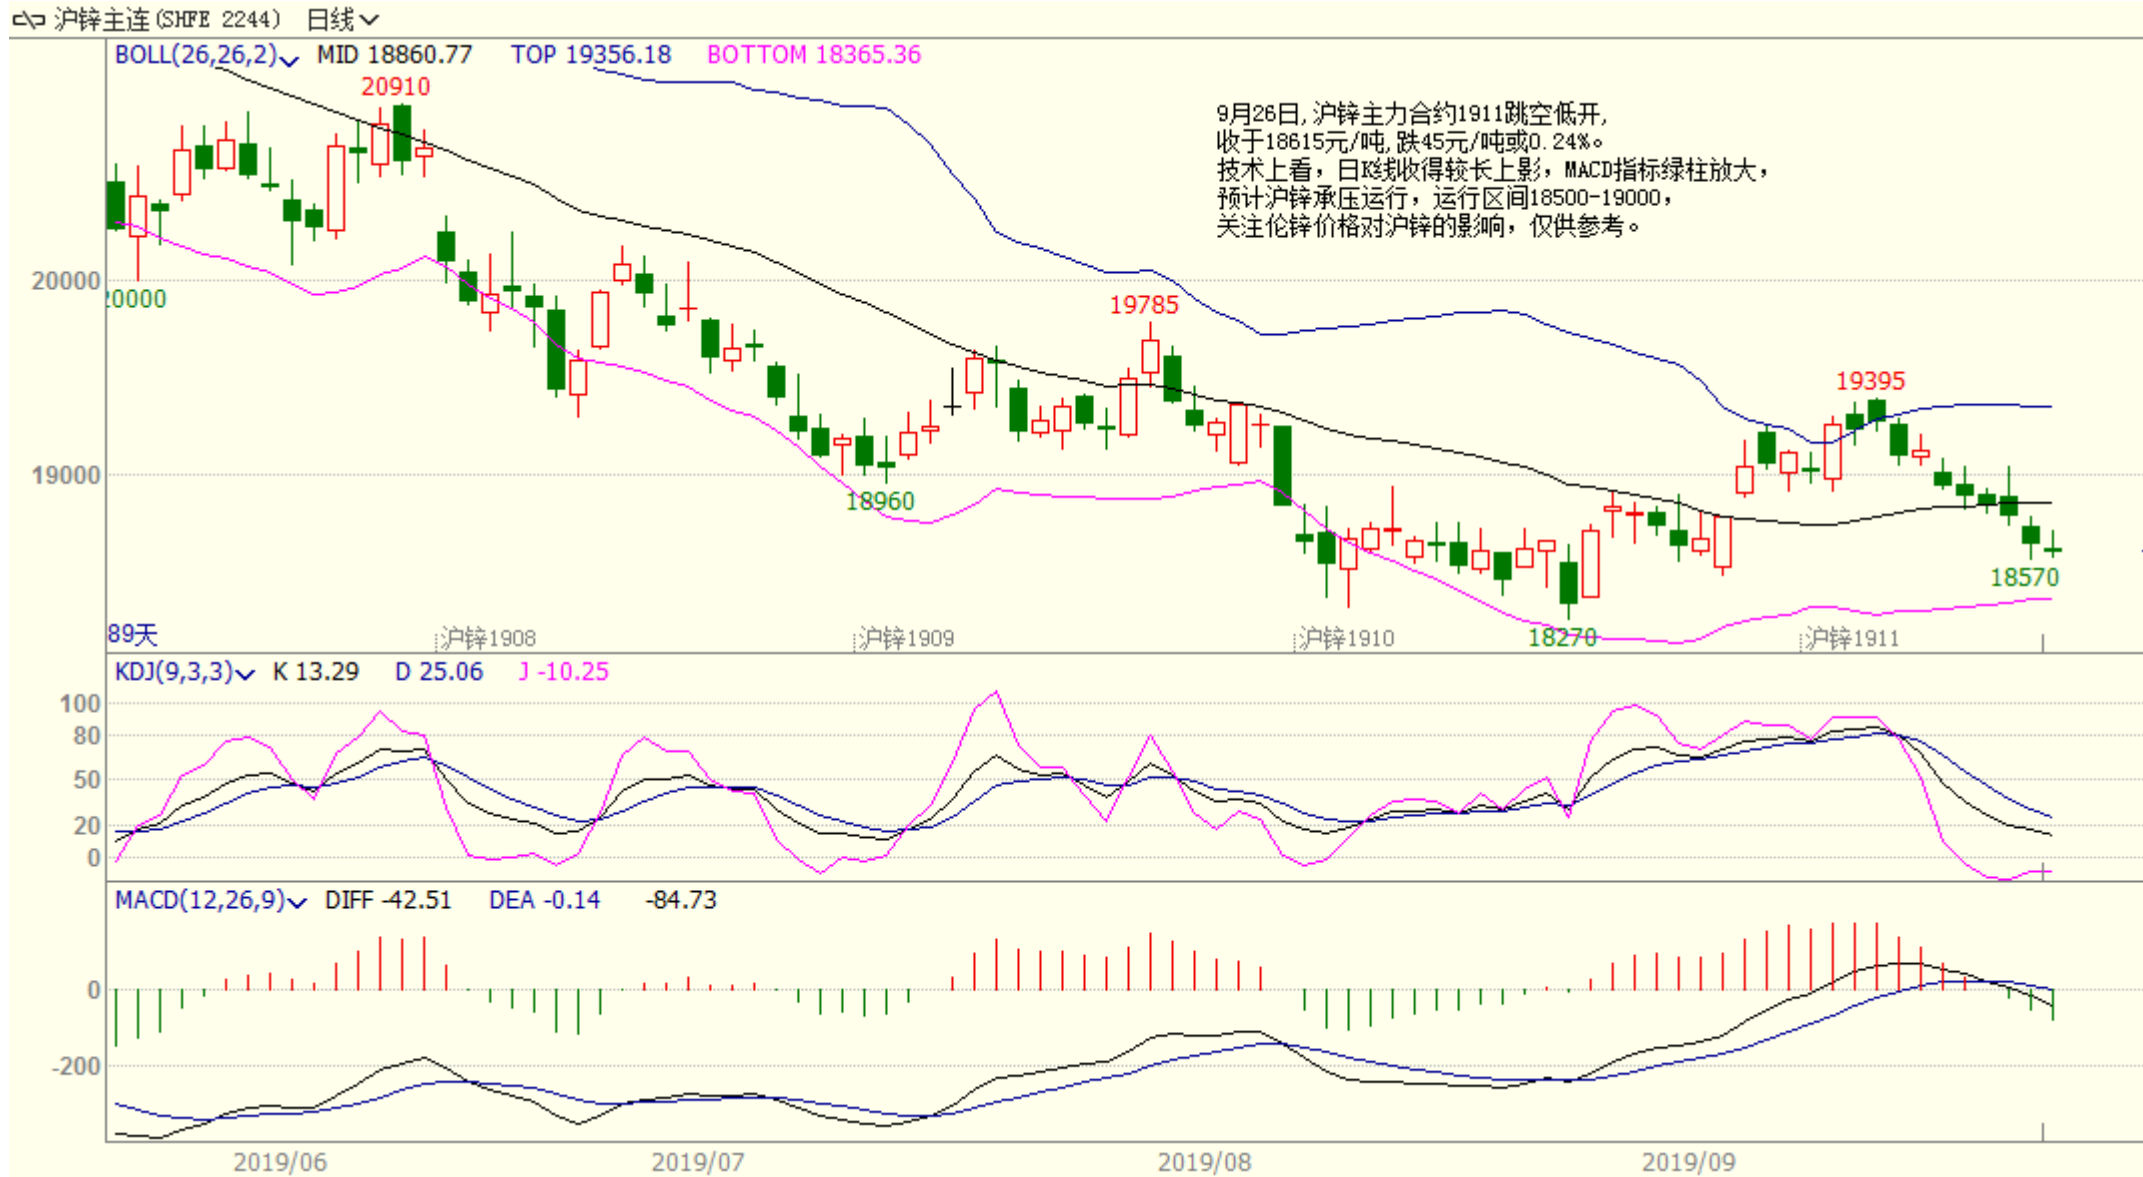 沪锌主连(SHFE 2244) 日线
BOLL(26,26,2) MID 18860.77 TOP 19356.18 BOTTOM 18365.36
20910
9月26日,沪锌主力合约1911跳空低开,
收于18615元/吨,跌45元/吨或0.24%。
技术上看，日K线收得较长上影，MACD指标绿柱放大，
预计沪锌承压运行，运行区间18500-19000，
关注伦锌价格对沪锌的影响，仅供参考。
20000
20000
19785
19395
19000
18960
18570
18270
89天
沪锌1908
沪锌1909
沪锌1910
沪锌1911
KDJ(9,3,3) K 13.29 D 25.06 J -10.25
100
80
50
20
0
MACD(12,26,9) DIFF -42.51 DEA -0.14 -84.73
0
-200
2019/06
2019/07
2019/08
2019/09